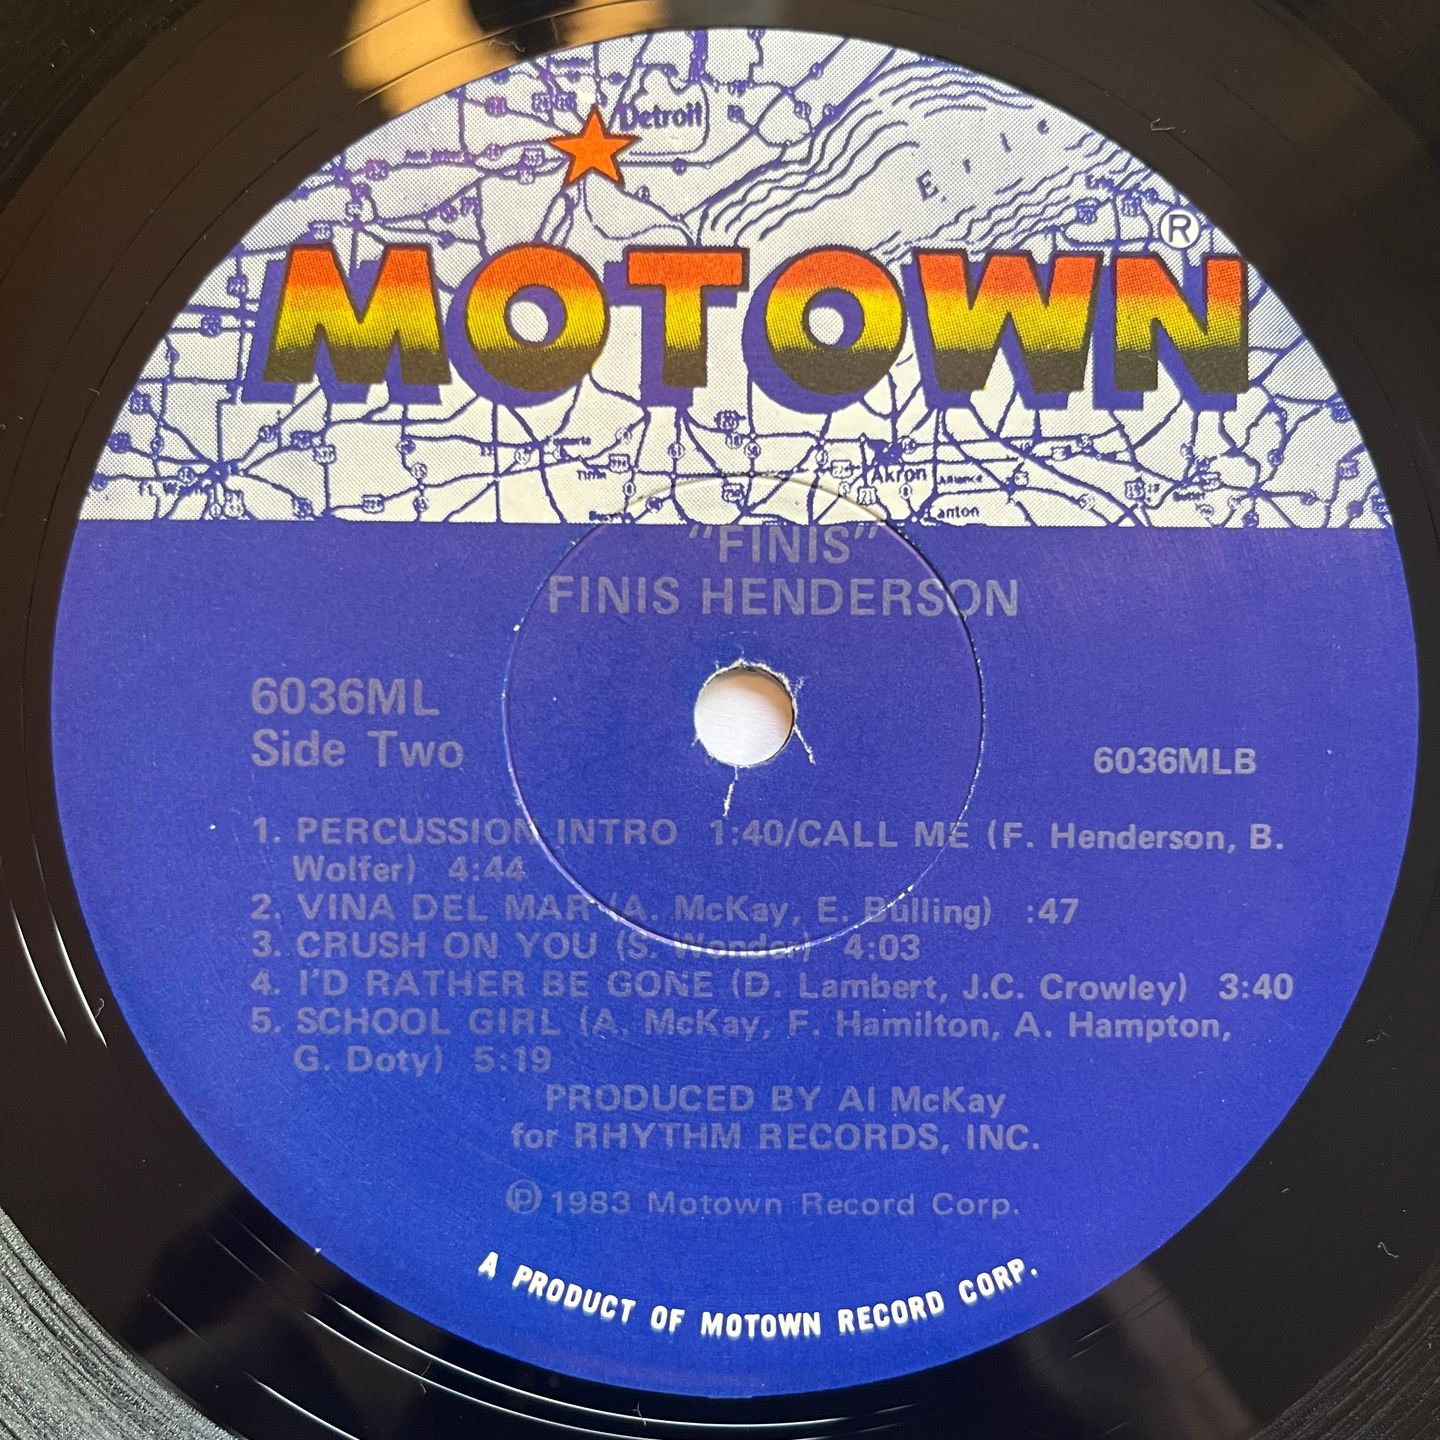 Detroit
Erie
MOTOWN®
Akron
Alliance
Canton
"FINIS"
FINIS HENDERSON
6036ML
Side Two
6036MLB
1. PERCUSSION INTRO 1:40/CALL ME (F. Henderson, B.
Wolfer) 4:44
2. VINA DEL MAR (A. McKay, E. Bulling) :47
3. CRUSH ON YOU (S. Wonder) 4:03
4. I'D RATHER BE GONE (D. Lambert, J.C. Crowley) 3:40
5. SCHOOL GIRL (A. McKay, F. Hamilton, A. Hampton,
G. Doty) 5:19
PRODUCED BY Al McKay
for RHYTHM RECORDS, INC.
℗ 1983 Motown Record Corp.
A PRODUCT OF MOTOWN RECORD CORP.